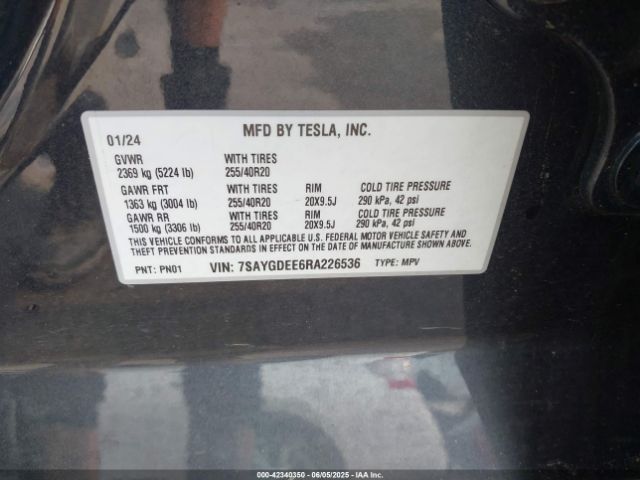 01/24 MFD BY TESLA, INC.
GVWR WITH TIRES
2369 kg (5224 lb) 255/40R20
GAWR FRT WITH TIRES RIM COLD TIRE PRESSURE
1363 kg (3004 lb) 255/40R20 20X9.5J 290 kPa, 42 psi
GAWR RR WITH TIRES RIM COLD TIRE PRESSURE
1500 kg (3306 lb) 255/40R20 20X9.5J 290 kPa, 42 psi
THIS VEHICLE CONFORMS TO ALL APPLICABLE U.S. FEDERAL MOTOR VEHICLE SAFETY AND
THEFT PREVENTION STANDARDS IN EFFECT ON THE DATE OF MANUFACTURE SHOWN ABOVE.
PNT: PN01 VIN: 7SAYGDEE6RA226536 TYPE: MPV
000-42340350 - 06/05/2025 - IAA Inc.